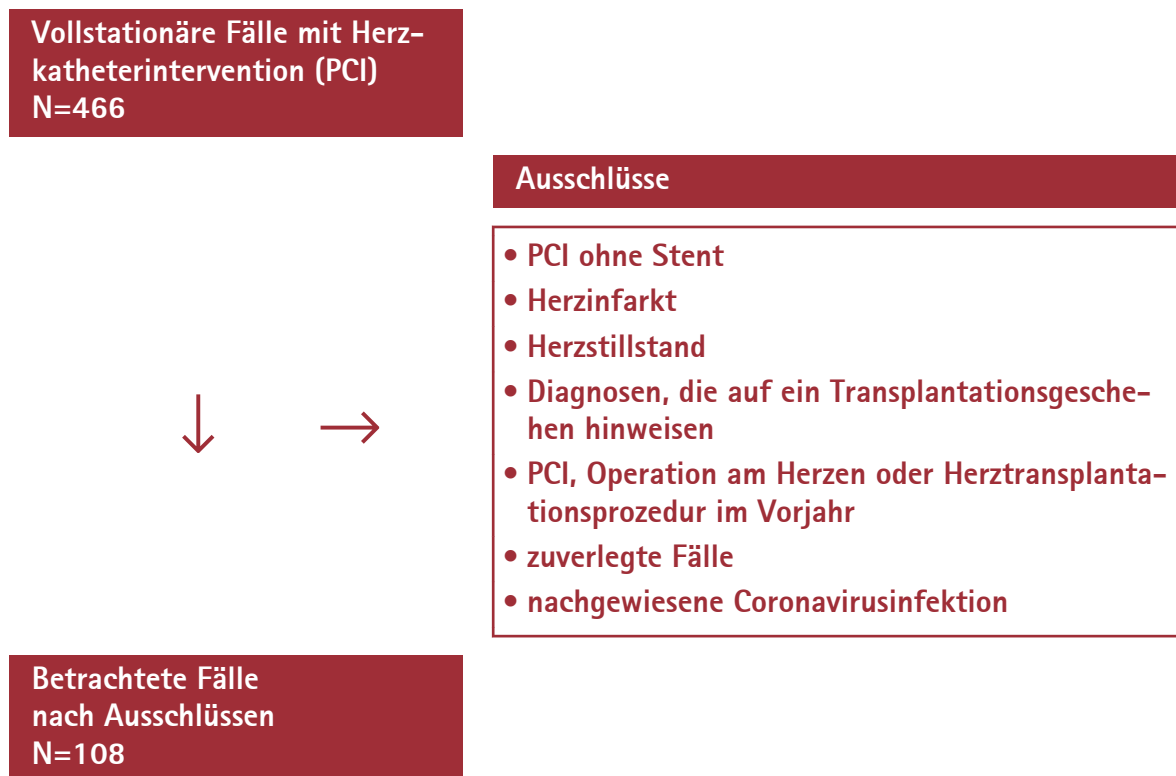 Vollstationäre Fälle mit Herz-
katheterintervention (PCI)
N=466
Ausschlüsse
• PCI ohne Stent
• Herzinfarkt
• Herzstillstand
• Diagnosen, die auf ein Transplantationsgesche-
hen hinweisen
• PCI, Operation am Herzen oder Herztransplanta-
tionsprozedur im Vorjahr
• zuverlegte Fälle
• nachgewiesene Coronavirusinfektion
Betrachtete Fälle
nach Ausschlüssen
N=108